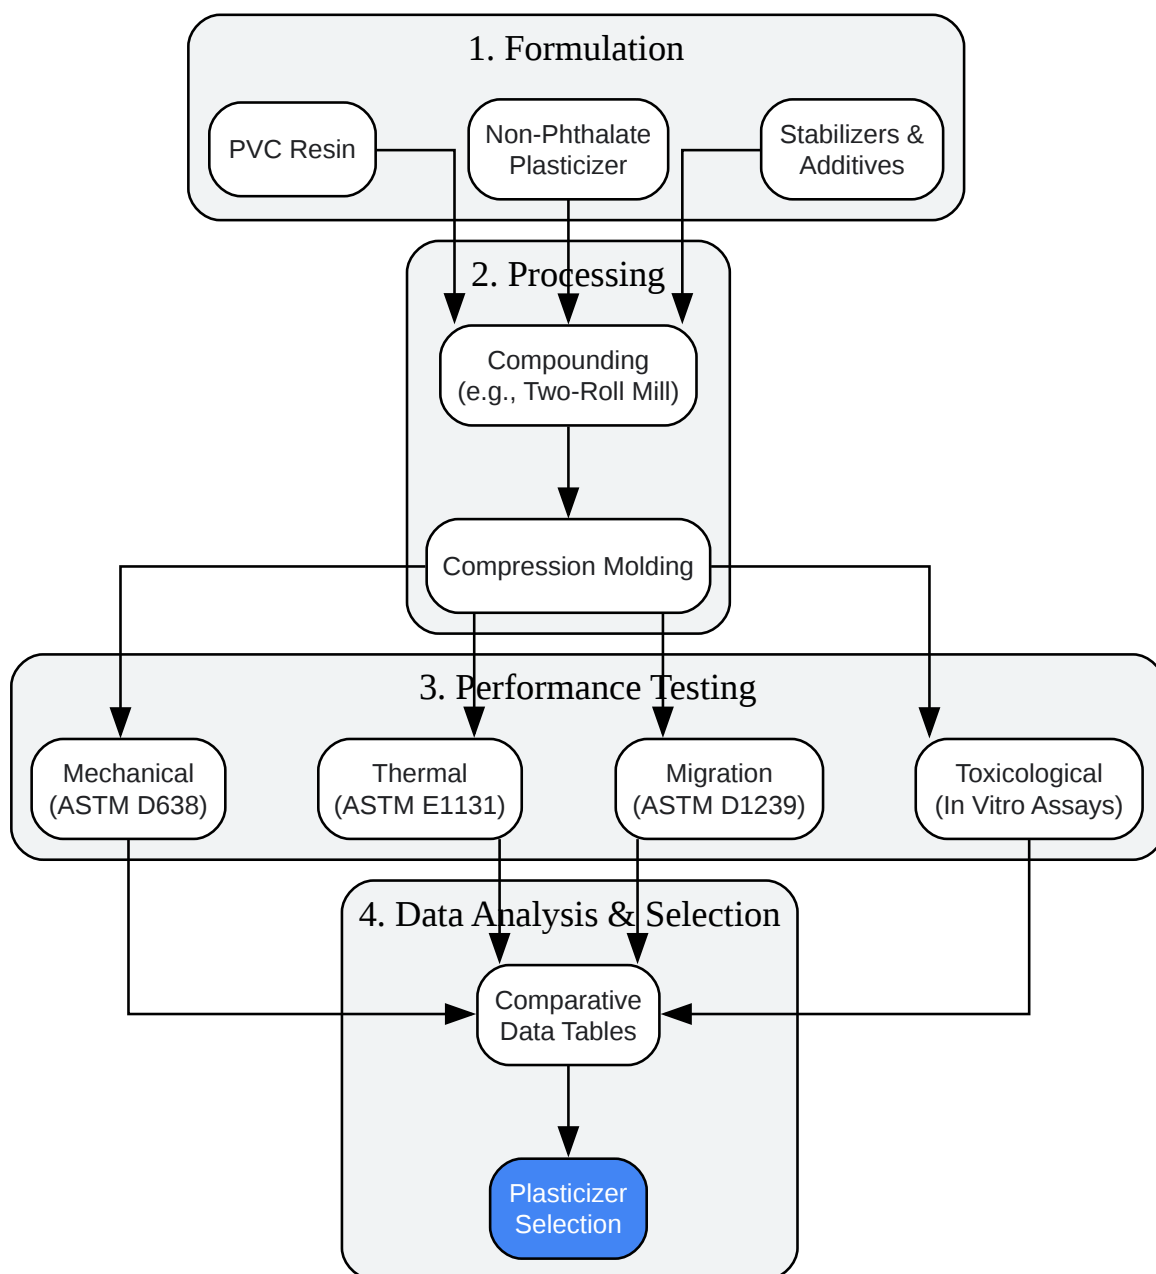 1. Formulation
PVC Resin
Non-Phthalate
Plasticizer
Stabilizers &
Additives
2. Processing
Compounding
(e.g., Two-Roll Mill)
Compression Molding
3. Performance Testing
Mechanical
(ASTM D638)
Thermal
(ASTM E1131)
Migration
(ASTM D1239)
Toxicological
(In Vitro Assays)
4. Data Analysis & Selection
Comparative
Data Tables
Plasticizer
Selection